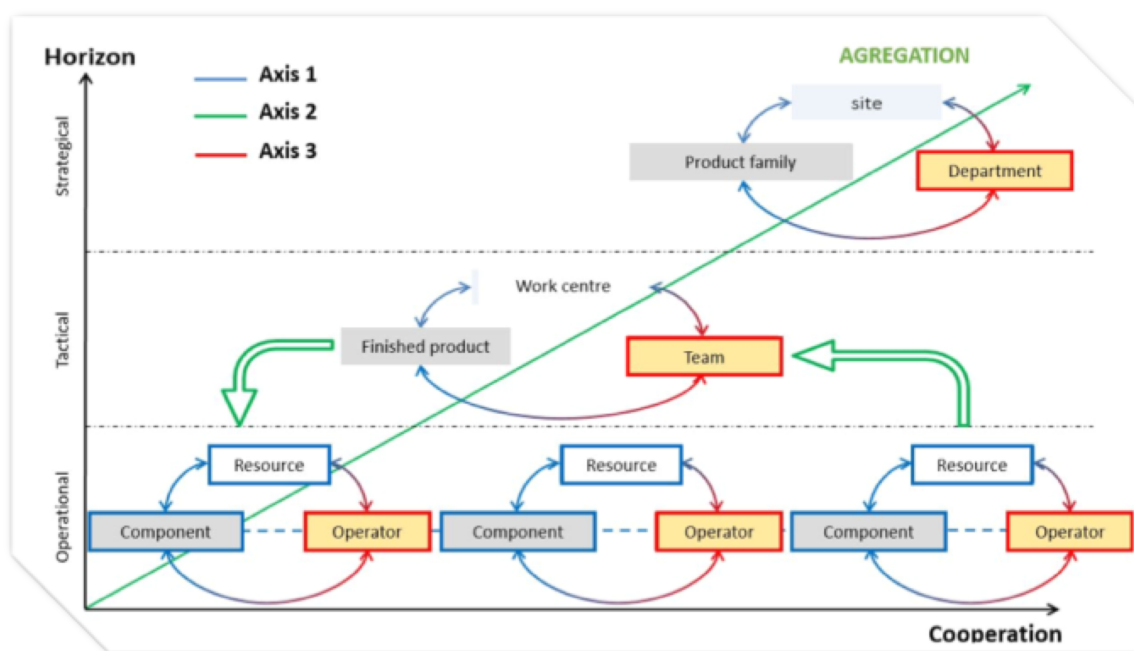 Horizon
AGREGATION
Axis 1
Axis 2
Axis 3
Strategical
site
Product family
Department
Tactical
Work centre
Finished product
Team
Operational
Resource
Resource
Resource
Component
Operator
Component
Operator
Component
Operator
Cooperation